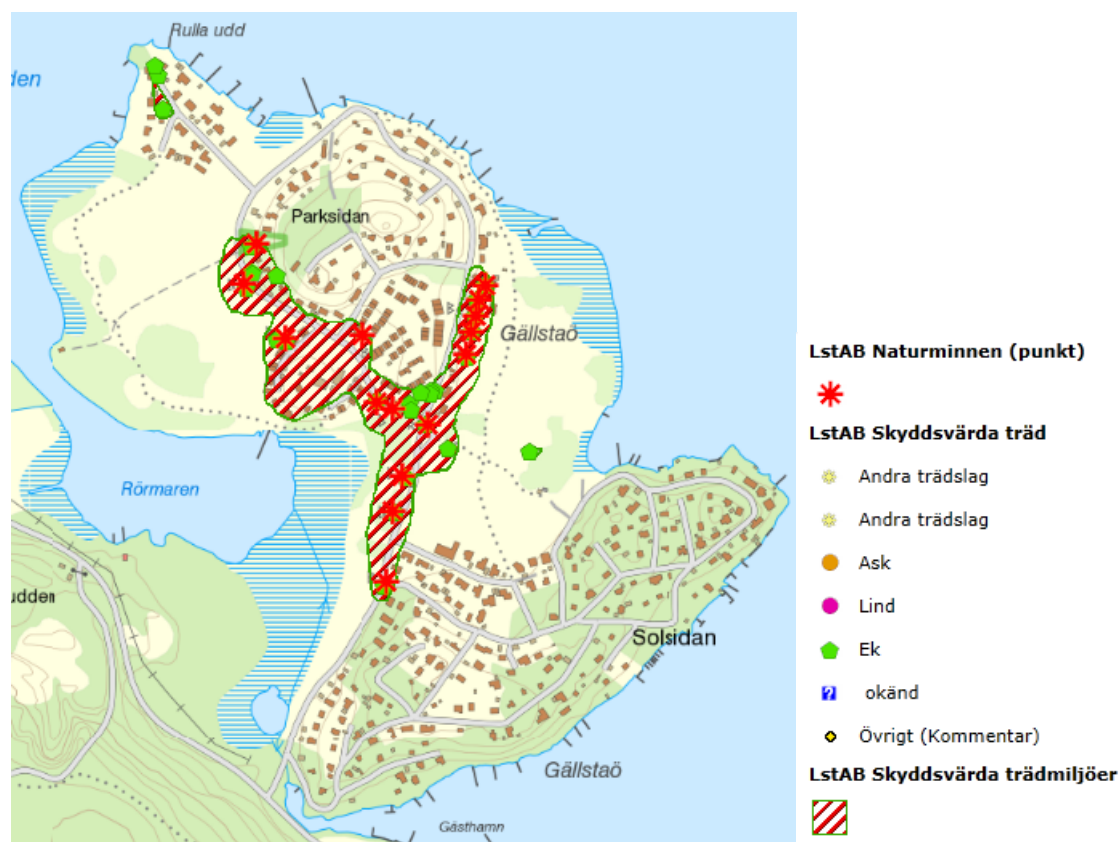 Rulla udd
den
Parksidan
Gällstaö
Rörmaren
udden
Solsidan
Gällstaö
Gästhamn
LstAB Naturminnen (punkt)
LstAB Skyddsvärda träd
Andra trädslag
Andra trädslag
Ask
Lind
Ek
? okänd
Övrigt (Kommentar)
LstAB Skyddsvärda trädmiljöer